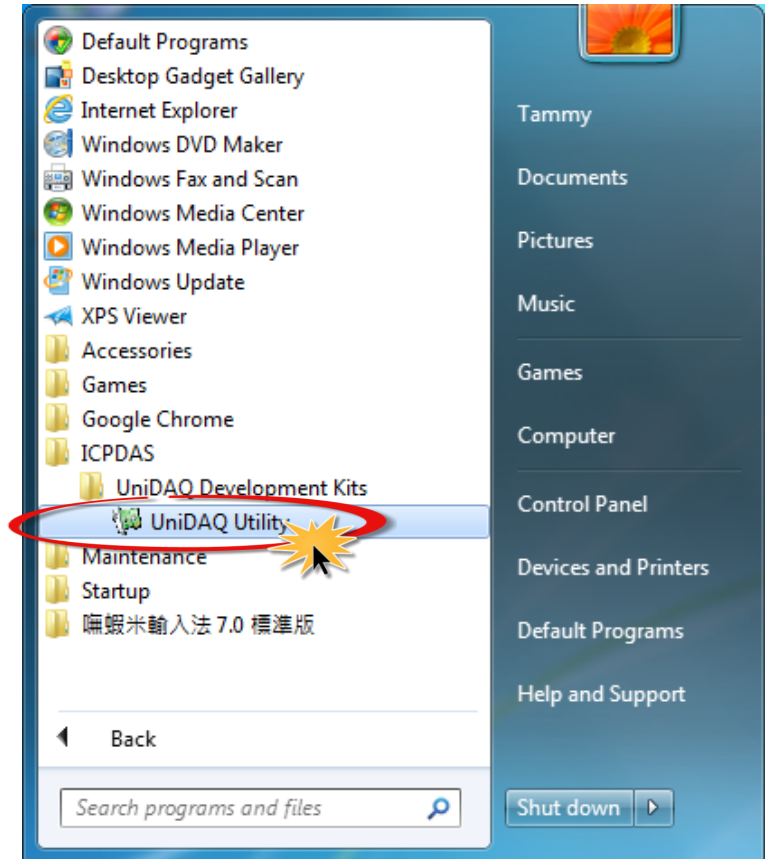 Default Programs
Desktop Gadget Gallery
Internet Explorer
Windows DVD Maker
Windows Fax and Scan
Windows Media Center
Windows Media Player
Windows Update
XPS Viewer
Accessories
Games
Google Chrome
ICPDAS
UniDAQ Development Kits
UniDAQ Utility
Maintenance
Startup
嘸蝦米輸入法 7.0 標準版
Back
Search programs and files
Tammy
Documents
Pictures
Music
Games
Computer
Control Panel
Devices and Printers
Default Programs
Help and Support
Shut down